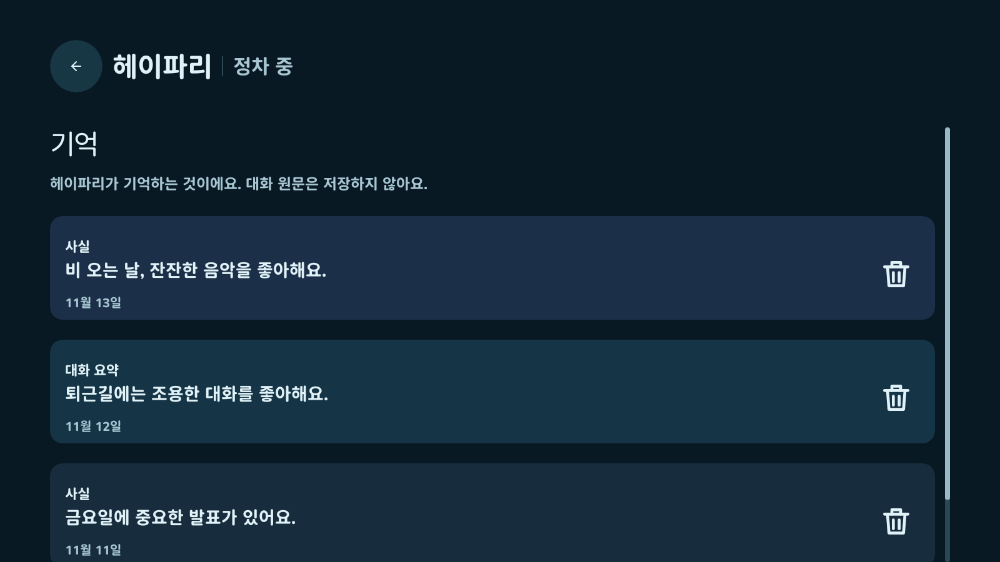 헤이파리 | 정차 중
기억
헤이파리가 기억하는 것이에요. 대화 원문은 저장하지 않아요.
사실
비 오는 날, 잔잔한 음악을 좋아해요.
11월 13일
대화 요약
퇴근길에는 조용한 대화를 좋아해요.
11월 12일
사실
금요일에 중요한 발표가 있어요.
11월 11일